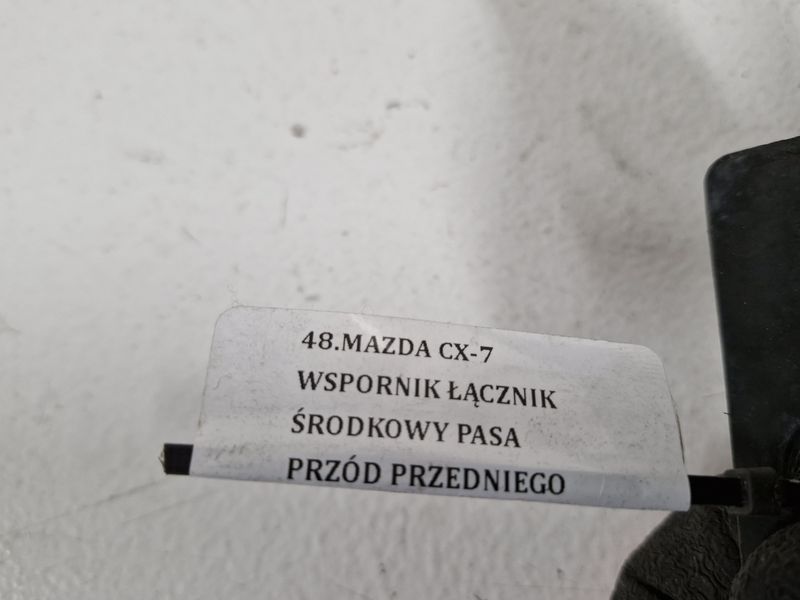 48.MAZDA CX-7
WSPORNIK ŁĄCZNIK
ŚRODKOWY PASA
PRZÓD PRZEDNIEGO